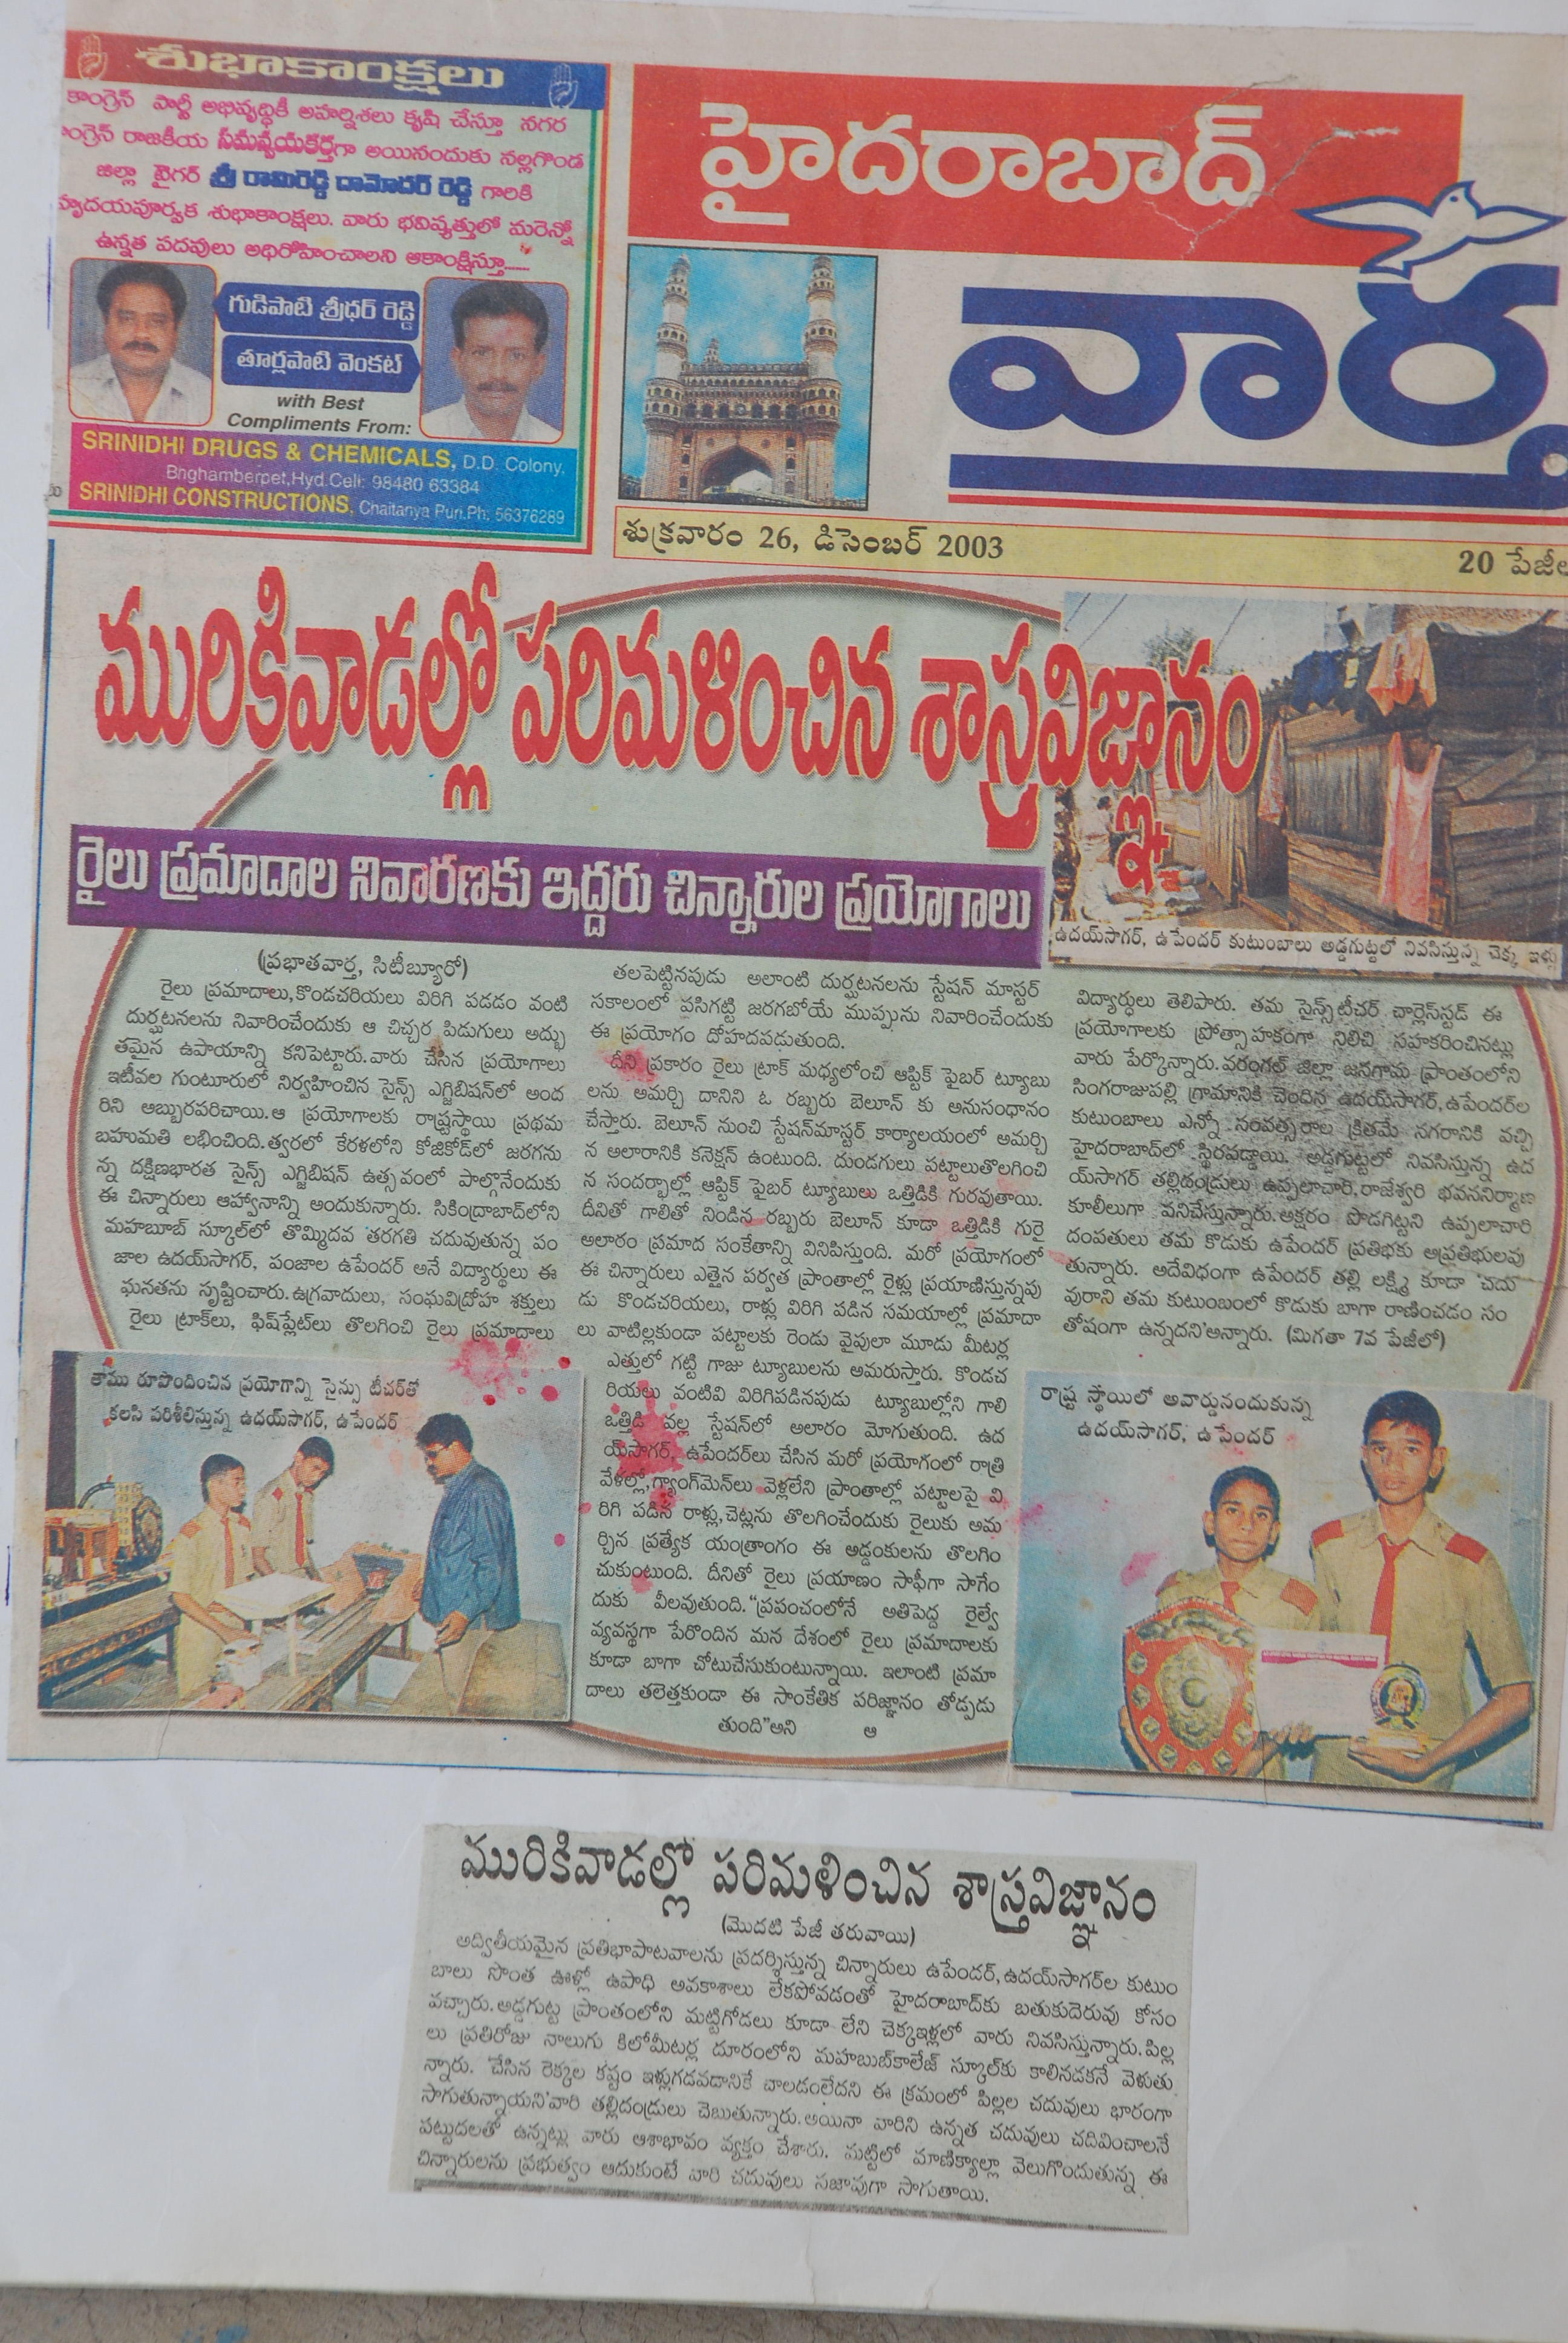 శుభాకాంక్షలు
కాంగ్రెస్ పార్టీ అభివృద్ధికి అహర్నిశలు కృషి చేస్తూ నగర
రాజకీయ సమన్వయకర్తగా అయినందుకు నల్లగొండ
జిల్లా టైగర్ శ్రీ రామిరెడ్డి దామోదర్ రెడ్డి గారికి
హృదయపూర్వక శుభాకాంక్షలు. వారు భవిష్యత్తులో మరెన్నో
ఉన్నత పదవులు అధిరోహించాలని ఆకాంక్షిస్తూ......
గుడిపాటి శ్రీధర్ రెడ్డి
తూర్లపాటి వెంకట్
with Best
Compliments From:
SRINIDHI DRUGS & CHEMICALS, D.D. Colony,
Bnghamberpet,Hyd.Cell: 98480 63384
SRINIDHI CONSTRUCTIONS, Chaitanya Puri.Ph: 56376289
హైదరాబాద్
వార్త
శుక్రవారం 26, డిసెంబర్ 2003
20 పేజీల
మురికివాడల్లో పరిమళించిన శాస్త్రవిజ్ఞానం
రైలు ప్రమాదాల నివారణకు ఇద్దరు చిన్నారుల ప్రయోగాలు
ఉదయ్‌సాగర్, ఉపేందర్ కుటుంబాలు అడ్డగుట్టలో నివసిస్తున్న చెక్క ఇళ్లు
(ప్రభాతవార్త, సిటీబ్యూరో)
రైలు ప్రమాదాలు,కొండచరియలు విరిగి పడడం వంటి
దుర్ఘటనలను నివారించేందుకు ఆ చిచ్చర పిడుగులు అద్భు
తమైన ఉపాయాన్ని కనిపెట్టారు.వారు చేసిన ప్రయోగాలు
ఇటీవల గుంటూరులో నిర్వహించిన సైన్స్ ఎగ్జిబిషన్‌లో అంద
రిని అబ్బురపరిచాయి.ఆ ప్రయోగాలకు రాష్ట్రస్థాయి ప్రథమ
బహుమతి లభించింది.త్వరలో కేరళలోని కోజికోడ్‌లో జరగను
న్న దక్షిణభారత సైన్స్ ఎగ్జిబిషన్ ఉత్సవంలో పాల్గొనేందుకు
ఈ చిన్నారులు ఆహ్వానాన్ని అందుకున్నారు. సికింద్రాబాద్‌లోని
మహబూబ్ స్కూల్‌లో తొమ్మిదవ తరగతి చదువుతున్న పం
జాల ఉదయ్‌సాగర్, పంజాల ఉపేందర్ అనే విద్యార్థులు ఈ
ఘనతను సృష్టించారు.ఉగ్రవాదులు, సంఘవిద్రోహ శక్తులు
రైలు ట్రాక్‌లు, ఫిష్‌ప్లేట్‌లు తొలగించి రైలు ప్రమాదాలు
తలపెట్టినపుడు అలాంటి దుర్ఘటనలను స్టేషన్ మాస్టర్
సకాలంలో పసిగట్టి జరగబోయే ముప్పును నివారించేందుకు
ఈ ప్రయోగం దోహదపడుతుంది.
దీని ప్రకారం రైలు ట్రాక్ మధ్యలోంచి ఆప్టిక్ ఫైబర్ ట్యూబు
లను అమర్చి దానిని ఓ రబ్బరు బెలూన్ కు అనుసంధానం
చేస్తారు. బెలూన్ నుంచి స్టేషన్‌మాస్టర్ కార్యాలయంలో అమర్చి
న అలారానికి కనెక్షన్ ఉంటుంది. దుండగులు పట్టాలుతొలగించి
న సందర్భాల్లో ఆప్టిక్ ఫైబర్ ట్యూబులు ఒత్తిడికి గురవుతాయి.
దీనితో గాలితో నిండిన రబ్బరు బెలూన్ కూడా ఒత్తిడికి గురై
అలారం ప్రమాద సంకేతాన్ని వినిపిస్తుంది. మరో ప్రయోగంలో
ఈ చిన్నారులు ఎత్తైన పర్వత ప్రాంతాల్లో రైళ్లు ప్రయాణిస్తున్నపు
డు కొండచరియలు, రాళ్లు విరిగి పడిన సమయాల్లో ప్రమాదా
లు వాటిల్లకుండా పట్టాలకు రెండు వైపులా మూడు మీటర్ల
ఎత్తులో గట్టి గాజు ట్యూబులను అమరుస్తారు. కొండచ
రియలు వంటివి విరిగిపడినపుడు ట్యూబుల్లోని గాలి
ఒత్తిడి వల్ల స్టేషన్‌లో అలారం మోగుతుంది. ఉద
య్‌సాగర్, ఉపేందర్‌లు చేసిన మరో ప్రయోగంలో రాత్రి
వేళల్లో,గ్యాంగ్‌మెన్‌లు వెళ్లలేని ప్రాంతాల్లో పట్టాలపై వి
రిగి పడిన రాళ్లు,చెట్లను తొలగించేందుకు రైలుకు అమ
ర్చిన ప్రత్యేక యంత్రాంగం ఈ అడ్డంకులను తొలగిం
చుకుంటుంది. దీనితో రైలు ప్రయాణం సాఫీగా సాగేం
దుకు వీలవుతుంది."ప్రపంచంలోనే అతిపెద్ద రైల్వే
వ్యవస్థగా పేరొందిన మన దేశంలో రైలు ప్రమాదాలకు
కూడా బాగా చోటుచేసుకుంటున్నాయి. ఇలాంటి ప్రమా
దాలు తలెత్తకుండా ఈ సాంకేతిక పరిజ్ఞానం తోడ్పడు
తుంది"అని ఆ
విద్యార్థులు తెలిపారు. తమ సైన్స్‌టీచర్ చార్లెస్‌స్టడ్ ఈ
ప్రయోగాలకు ప్రోత్సాహకంగా నిలిచి సహకరించినట్లు
వారు పేర్కొన్నారు.వరంగల్ జిల్లా జనగామ ప్రాంతంలోని
సింగరాజుపల్లి గ్రామానికి చెందిన ఉదయ్‌సాగర్,ఉపేందర్‌ల
కుటుంబాలు ఎన్నో సంవత్సరాల క్రితమే నగరానికి వచ్చి
హైదరాబాద్‌లో స్థిరపడ్డాయి. అడ్డగుట్టలో నివసిస్తున్న ఉద
య్‌సాగర్ తల్లిదండ్రులు ఉప్పలాచారి,రాజేశ్వరి భవననిర్మాణ
కూలీలుగా పనిచేస్తున్నారు.అక్షరం పొడగిట్టని ఉప్పలాచారి
దంపతులు తమ కొడుకు ఉపేందర్ ప్రతిభకు అప్రతిభులవు
తున్నారు. అదేవిధంగా ఉపేందర్ తల్లి లక్ష్మి కూడా 'చదు
వురాని తమ కుటుంబంలో కొడుకు బాగా రాణించడం సం
తోషంగా ఉన్నదని'అన్నారు. (మిగతా 7వ పేజీలో)
తాము రూపొందించిన ప్రయోగాన్ని సైన్సు టీచర్‌తో
కలసి పరిశీలిస్తున్న ఉదయ్‌సాగర్, ఉపేందర్
రాష్ట్ర స్థాయిలో అవార్డునందుకున్న
ఉదయ్‌సాగర్, ఉపేందర్
మురికివాడల్లో పరిమళించిన శాస్త్రవిజ్ఞానం
(మొదటి పేజీ తరువాయి)
అద్వితీయమైన ప్రతిభాపాటవాలను ప్రదర్శిస్తున్న చిన్నారులు ఉపేందర్,ఉదయ్‌సాగర్‌ల కుటుం
బాలు సొంత ఊళ్లో ఉపాధి అవకాశాలు లేకపోవడంతో హైదరాబాద్‌కు బతుకుదెరువు కోసం
వచ్చారు.అడ్డగుట్ట ప్రాంతంలోని మట్టిగోడలు కూడా లేని చెక్కఇళ్లలో వారు నివసిస్తున్నారు.పిల్ల
లు ప్రతిరోజు నాలుగు కిలోమీటర్ల దూరంలోని మహబుబ్‌కాలేజ్ స్కూల్‌కు కాలినడకనే వెళుతు
న్నారు. 'చేసిన రెక్కల కష్టం ఇళ్లుగడవడానికే చాలడంలేదని ఈ క్రమంలో పిల్లల చదువులు భారంగా
సాగుతున్నాయని'వారి తల్లిదండ్రులు చెబుతున్నారు.అయినా వారిని ఉన్నత చదువులు చదివించాలనే
పట్టుదలతో ఉన్నట్లు వారు ఆశాభావం వ్యక్తం చేశారు. మట్టిలో మాణిక్యాల్లా వెలుగొందుతున్న ఈ
చిన్నారులను ప్రభుత్వం ఆదుకుంటే వారి చదువులు సజావుగా సాగుతాయి.